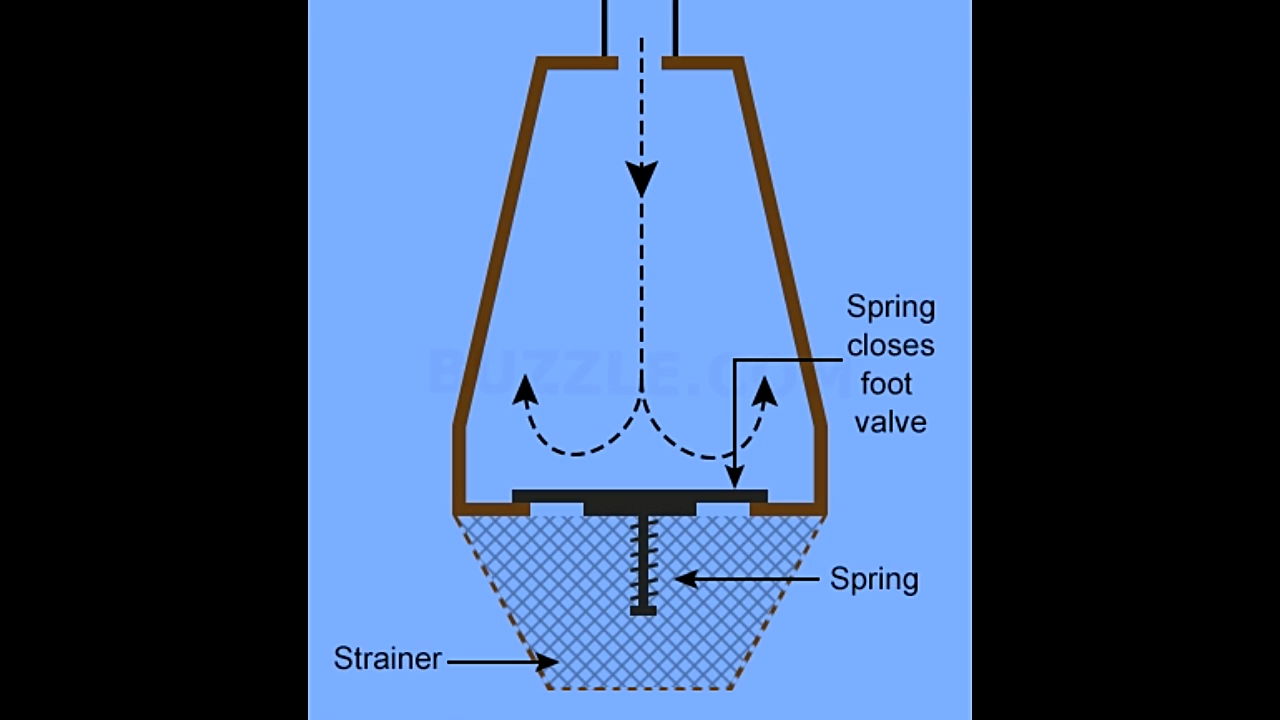 Spring
closes
foot
valve
BUZZLE.COM
Spring
Strainer